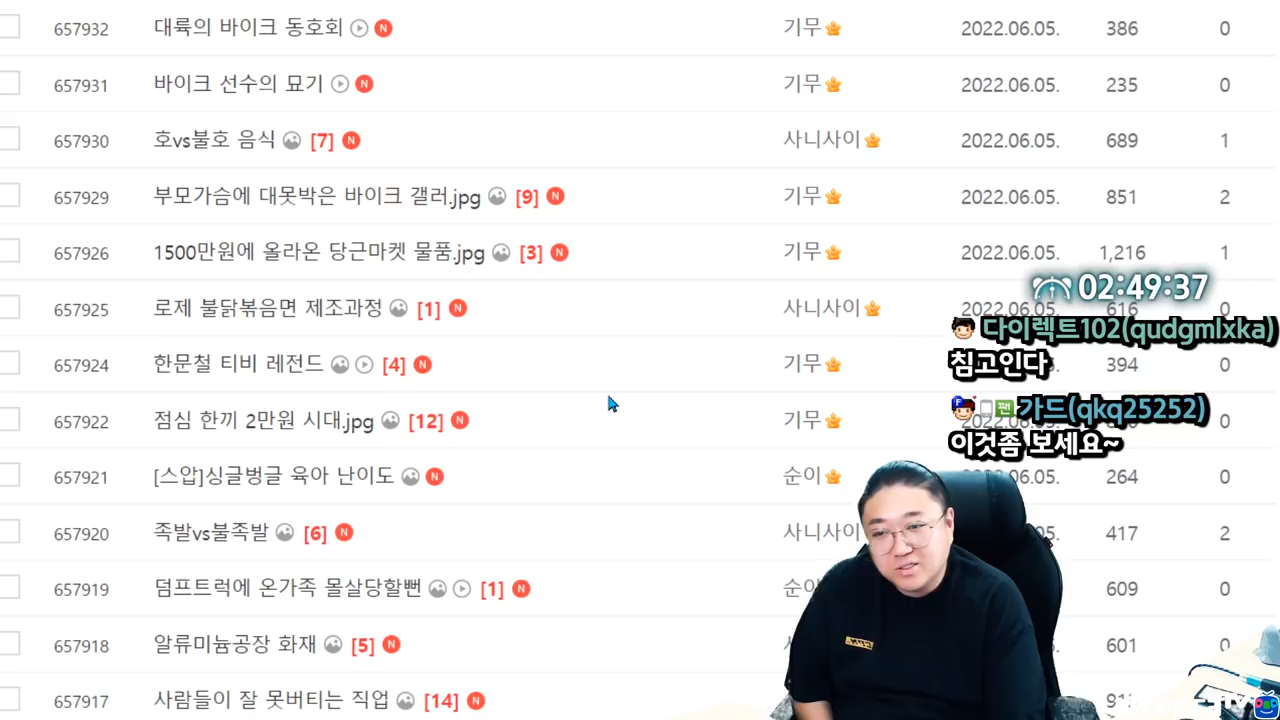 657932 대륙의 바이크 동호회 N 기무 2022.06.05. 386 0
657931 바이크 선수의 묘기 N 기무 2022.06.05. 235 0
657930 호vs불호 음식 [7] N 사니사이 2022.06.05. 689 1
657929 부모가슴에 대못박은 바이크 갤러.jpg [9] N 기무 2022.06.05. 851 2
657926 1500만원에 올라온 당근마켓 물품.jpg [3] N 기무 2022.06.05. 1,216 1
02:49:37
657925 로제 불닭볶음면 제조과정 [1] N 사니사이 2022.06.05. 616 0
다이렉트102(qudgmlxka)
657924 한문철 티비 레전드 [4] N 기무 05. 394 0
침고인다
가드(qkq25252)
657922 점심 한끼 2만원 시대.jpg [12] N 기무 0
이것좀 보세요~
657921 [스압]싱글벙글 육아 난이도 N 순이 06.05. 264 0
657920 족발vs불족발 [6] N 사니사이 05. 417 2
657919 덤프트럭에 온가족 몰살당할뻔 [1] N 순이 609 0
657918 알류미늄공장 화재 [5] N 601 0
657917 사람들이 잘 못버티는 직업 [14] N